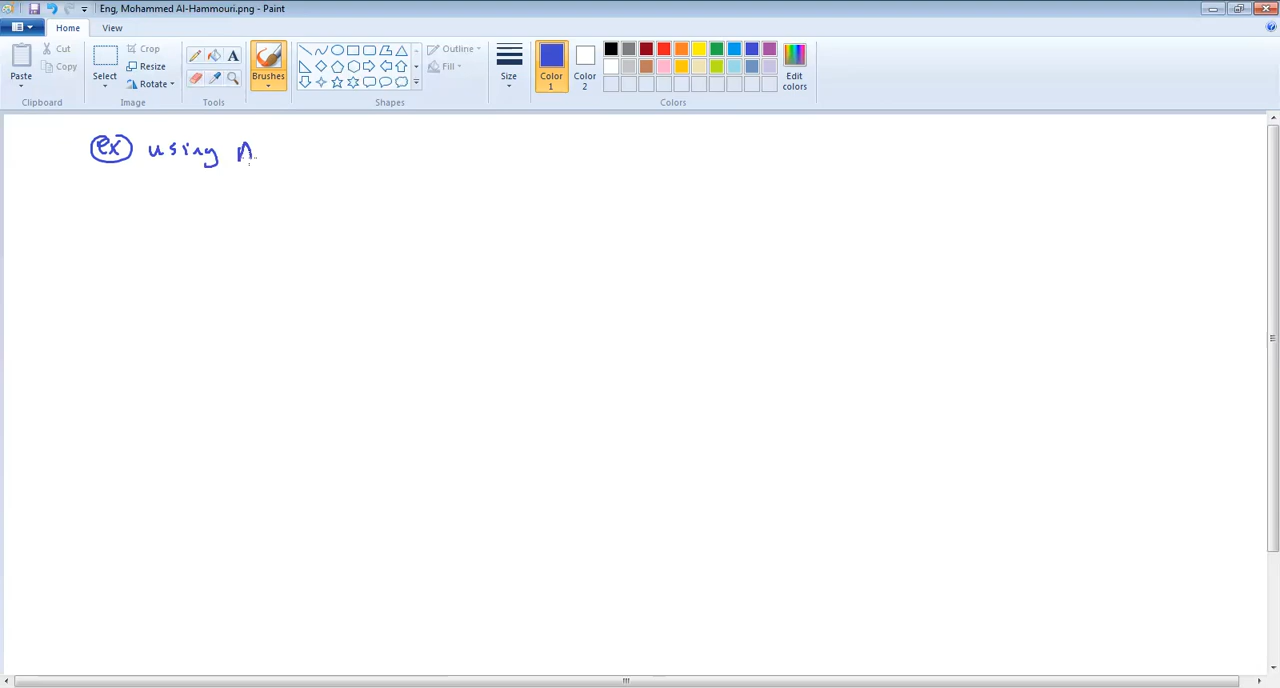 Eng, Mohammed Al-Hammouri.png - Paint
Home View
Cut
Copy
Paste
Clipboard
Crop
Resize
Rotate
Select
Image
A
Tools
Brushes
Outline
Fill
Shapes
Size
Color 1
Color 2
Edit colors
Colors
ex using